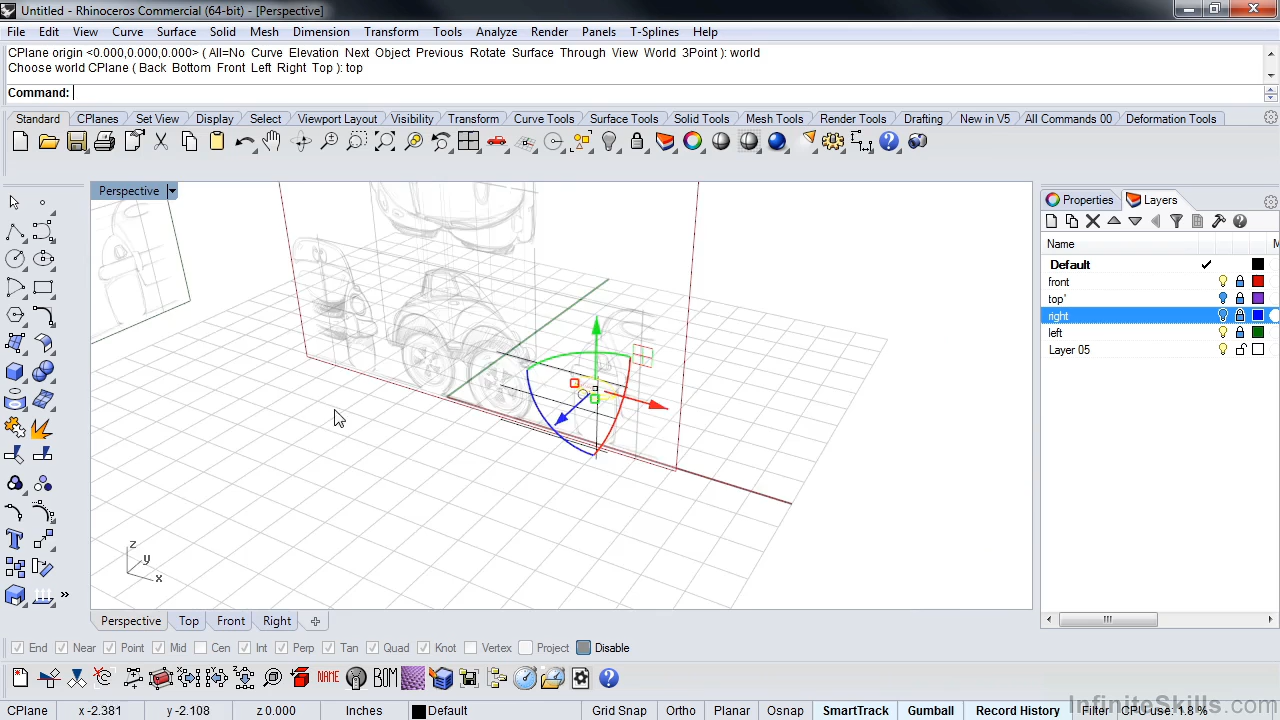 Untitled - Rhinoceros Commercial (64-bit) - [Perspective]
File Edit View Curve Surface Solid Mesh Dimension Transform Tools Analyze Render Panels T-Splines Help
CPlane origin <0.000,0.000,0.000> ( All=No Curve Elevation Next Object Previous Rotate Surface Through View World 3Point ): world
Choose world CPlane ( Back Bottom Front Left Right Top ): top
Command:
Standard CPlanes Set View Display Select Viewport Layout Visibility Transform Curve Tools Surface Tools Solid Tools Mesh Tools Render Tools Drafting New in V5 All Commands 00 Deformation Tools
Perspective
Properties Layers
Name M
Default
front
top'
right
left
Layer 05
z
y
x
Perspective Top Front Right
End Near Point Mid Cen Int Perp Tan Quad Knot Vertex Project Disable
NAME BOM
CPlane x -2.381 y -2.108 z 0.000 Inches Default Grid Snap Ortho Planar Osnap SmartTrack Gumball Record History Filter CPU use: 1.8 %
InfiniteSkills.com